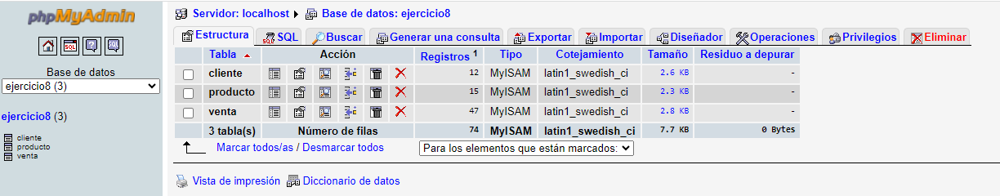 phpMyAdmin
SQL
Base de datos
ejercicio8 (3)
ejercicio8 (3)
cliente
producto
venta
Servidor: localhost Base de datos: ejercicio8
Estructura SQL Buscar Generar una consulta Exportar Importar Diseñador Operaciones Privilegios Eliminar
Tabla Acción Registros 1 Tipo Cotejamiento Tamaño Residuo a depurar
cliente 12 MyISAM latin1_swedish_ci 2.6 KB -
producto 15 MyISAM latin1_swedish_ci 2.3 KB -
venta 47 MyISAM latin1_swedish_ci 2.8 KB -
3 tabla(s) Número de filas 74 MyISAM latin1_swedish_ci 7.7 KB 0 Bytes
Marcar todos/as / Desmarcar todos Para los elementos que están marcados:
Vista de impresión Diccionario de datos